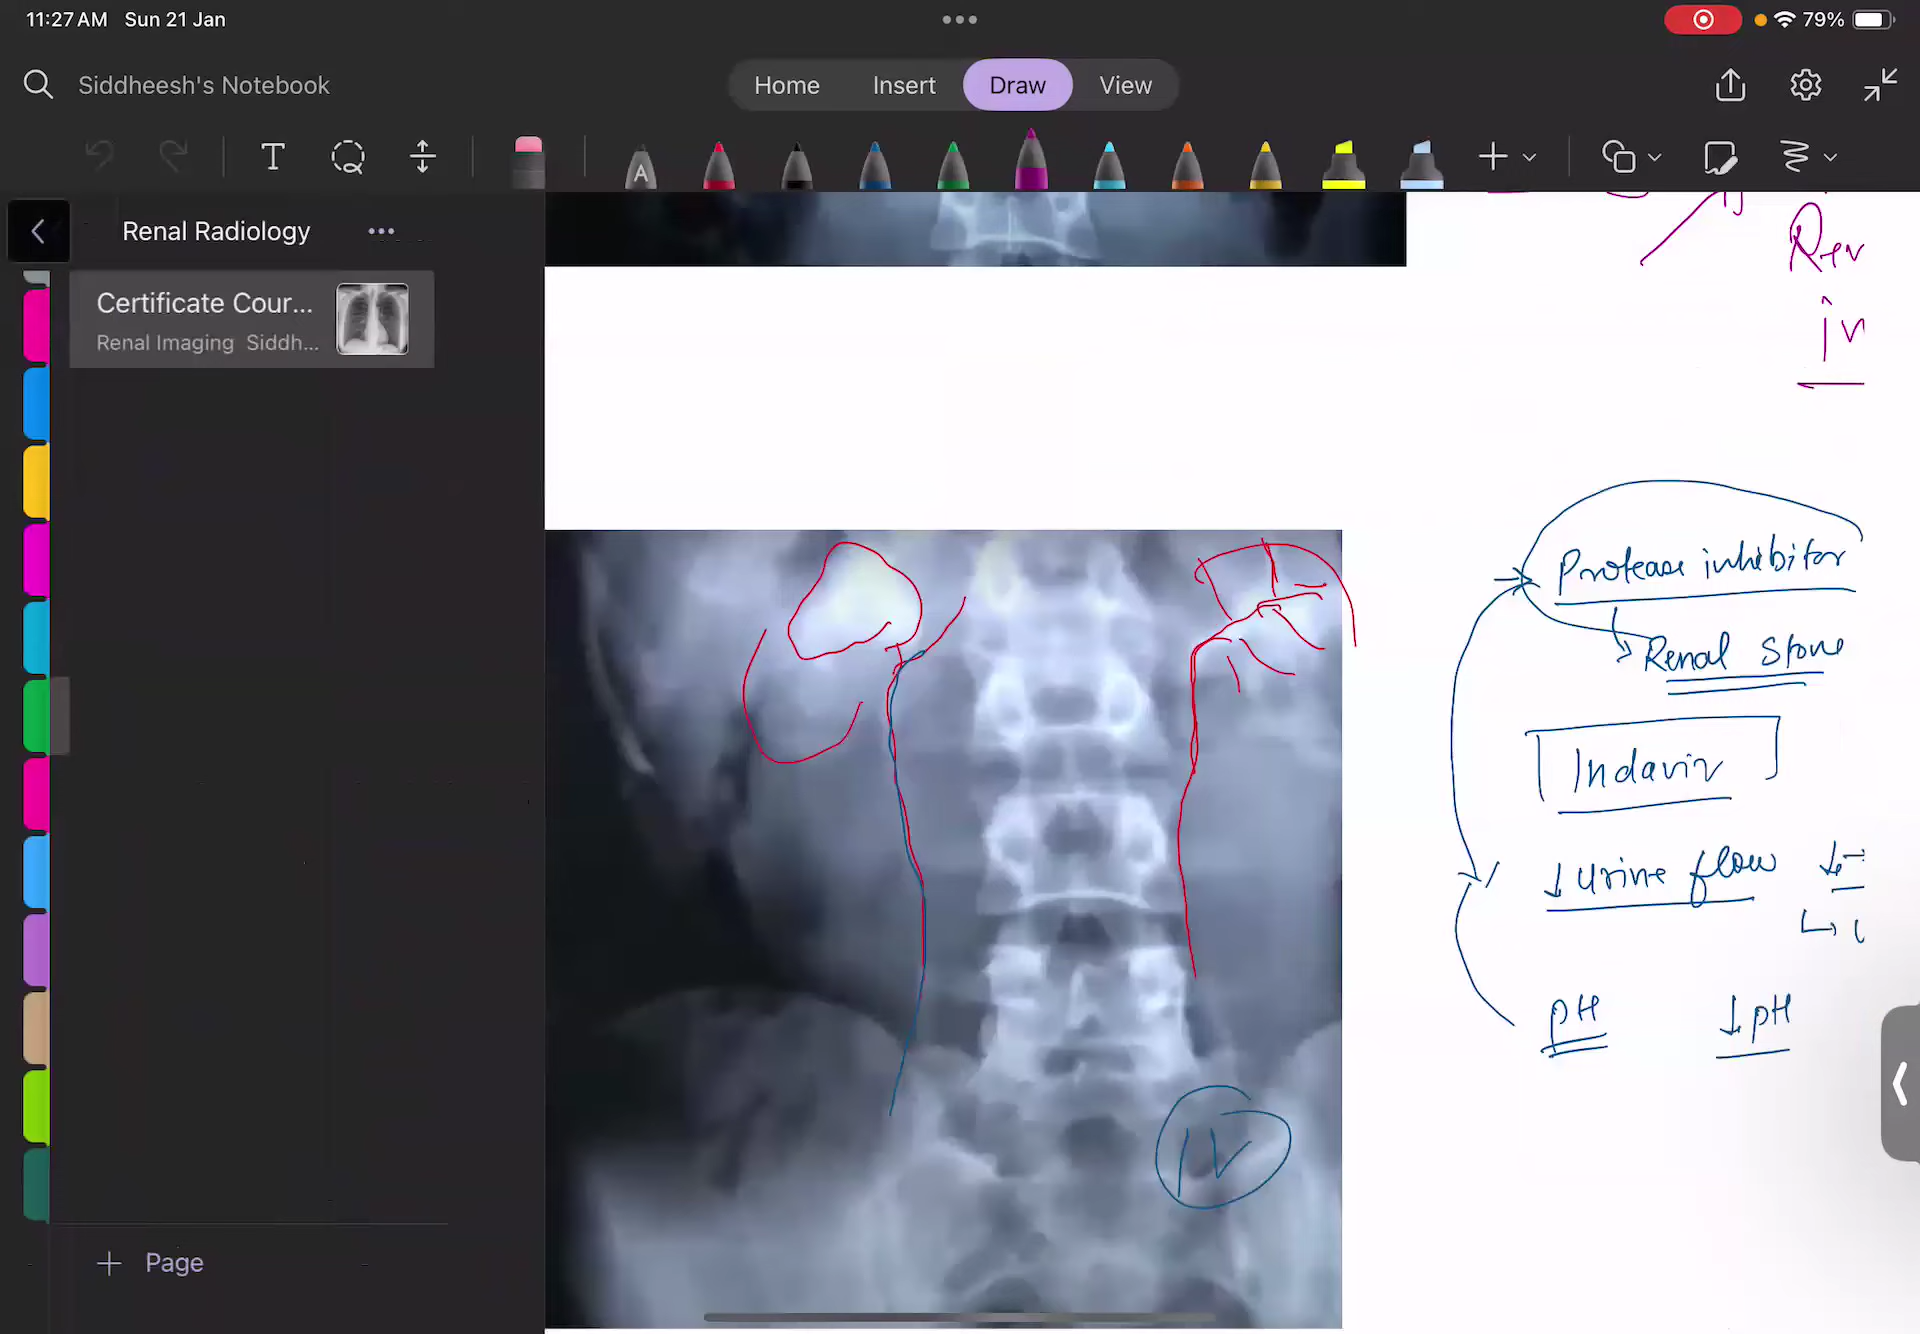 11:27 AM Sun 21 Jan
79%
Siddheesh's Notebook
Home Insert Draw View
T A
Renal Radiology
Certificate Cour...
Renal Imaging Siddh...
Protease inhibitor
Renal Stone
Indaviz
↓ urine flow
pH ↓ pH
IV
+ Page